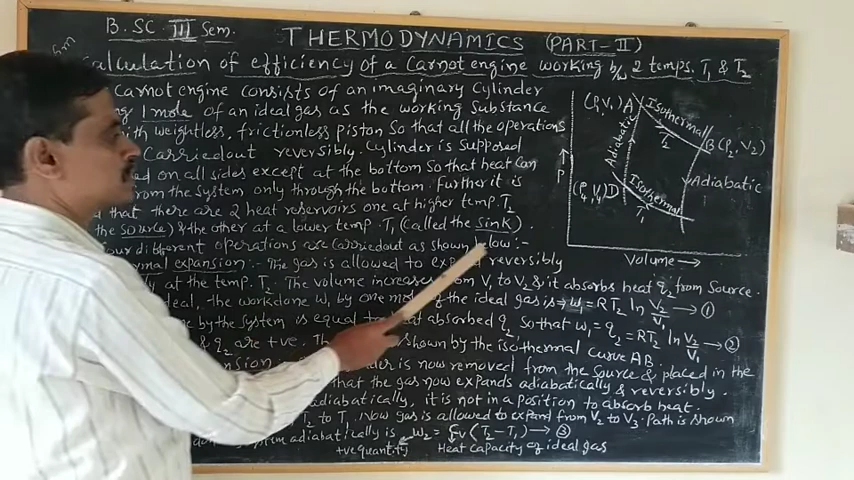 B.SC III Sem. THERMODYNAMICS (PART-II)
Calculation of efficiency of a Carnot engine working b/w 2 temps. T1 & T2
Carnot engine consists of an imaginary Cylinder
1 mole of an ideal gas as the working Substance
with weightless, frictionless piston So that all the operations
Carriedout reversibly. Cylinder is supposed
on all sides except at the bottom so that heat Can
from the System only through the bottom. Further it is
that there are 2 heat reservoirs one at higher temp. T2
the source) & the other at a lower temp. T1 (called the sink).
four different operations are Carriedout as shown below :-
expansion :- The gas is allowed to expand reversibly
at the temp. T2. The volume increases from V1 to V2 & it absorbs heat q2 from Source.
the workdone w1 by one mole of the ideal gas is → w1 = RT2 ln V2/V1 → ①
by the System is equal to heat absorbed q2 so that w1 = q2 = RT2 ln V2/V1 → ②
& q2 are +ve. shown by the isothermal Curve AB.
is now removed from the Source & placed in the
that the gas now expands adiabatically & reversibly.
adiabatically, it is not in a position to absorb heat.
T2 to T1. Now gas is allowed to expand from V2 to V3. Path is shown
System adiabatically is w2 = Cv (T2-T1) → ③
+ve quantity Heat Capacity of ideal gas
(P1, V1) A
Isothermal
T2
B (P2, V2)
Adiabatic
P
(P4, V4) D
Isothermal
T1
Adiabatic
Volume →